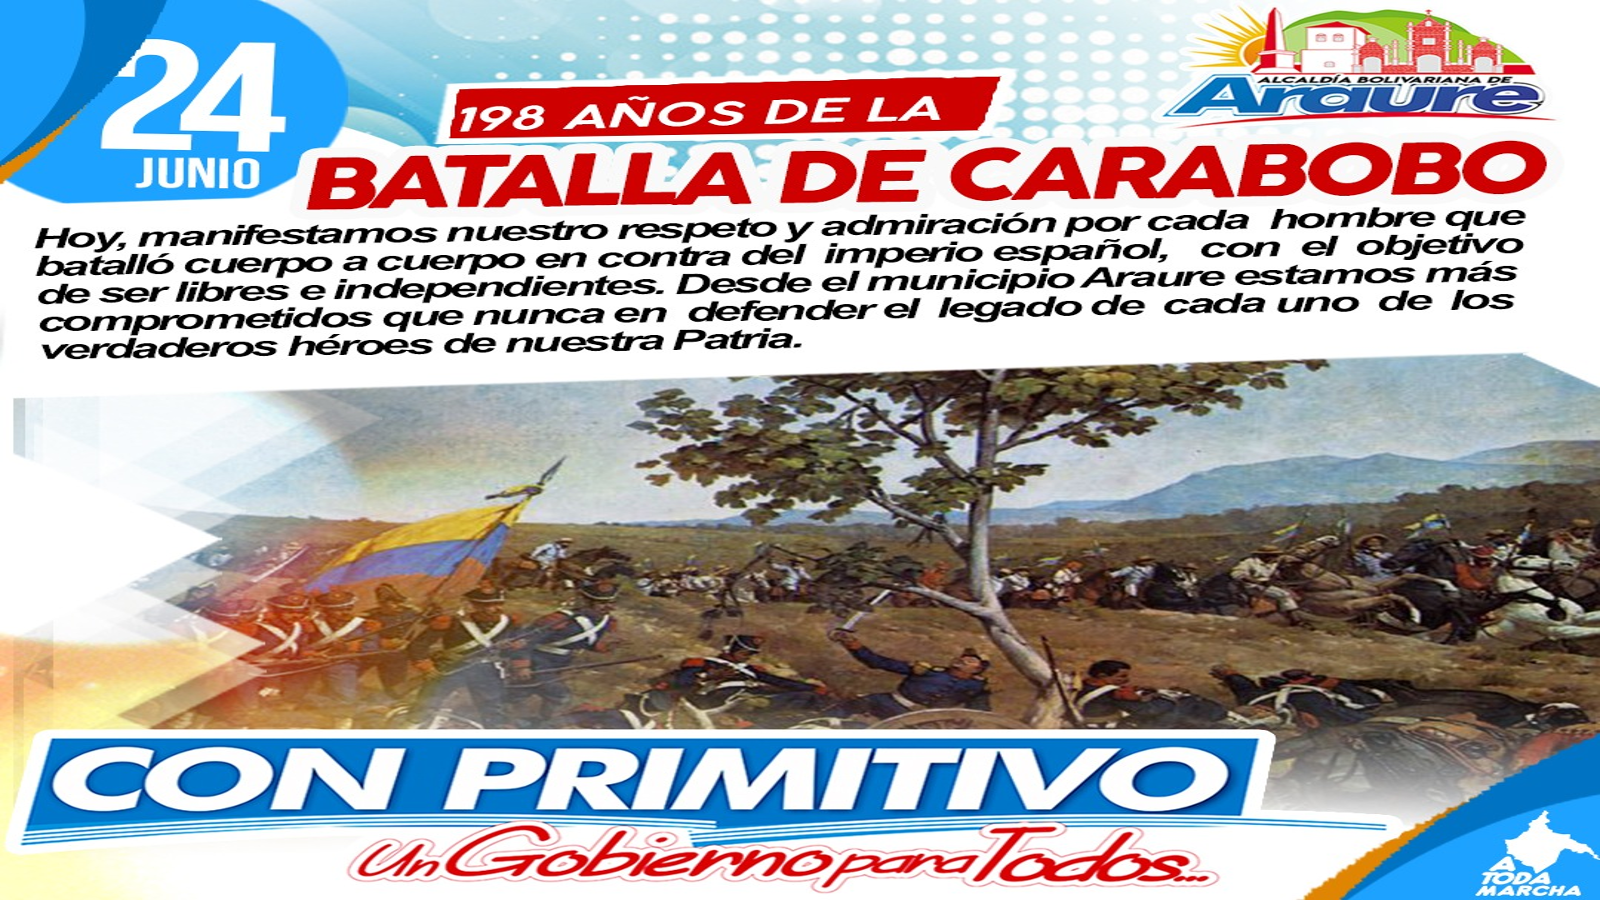 24
JUNIO
198 AÑOS DE LA
BATALLA DE CARABOBO
ALCALDÍA BOLIVARIANA DE
Araure
Hoy, manifestamos nuestro respeto y admiración por cada hombre que
batalló cuerpo a cuerpo en contra del imperio español, con el objetivo
de ser libres e independientes. Desde el municipio Araure estamos más
comprometidos que nunca en defender el legado de cada uno de los
verdaderos héroes de nuestra Patria.
CON PRIMITIVO
Un Gobierno para Todos...
A
TODA
MARCHA